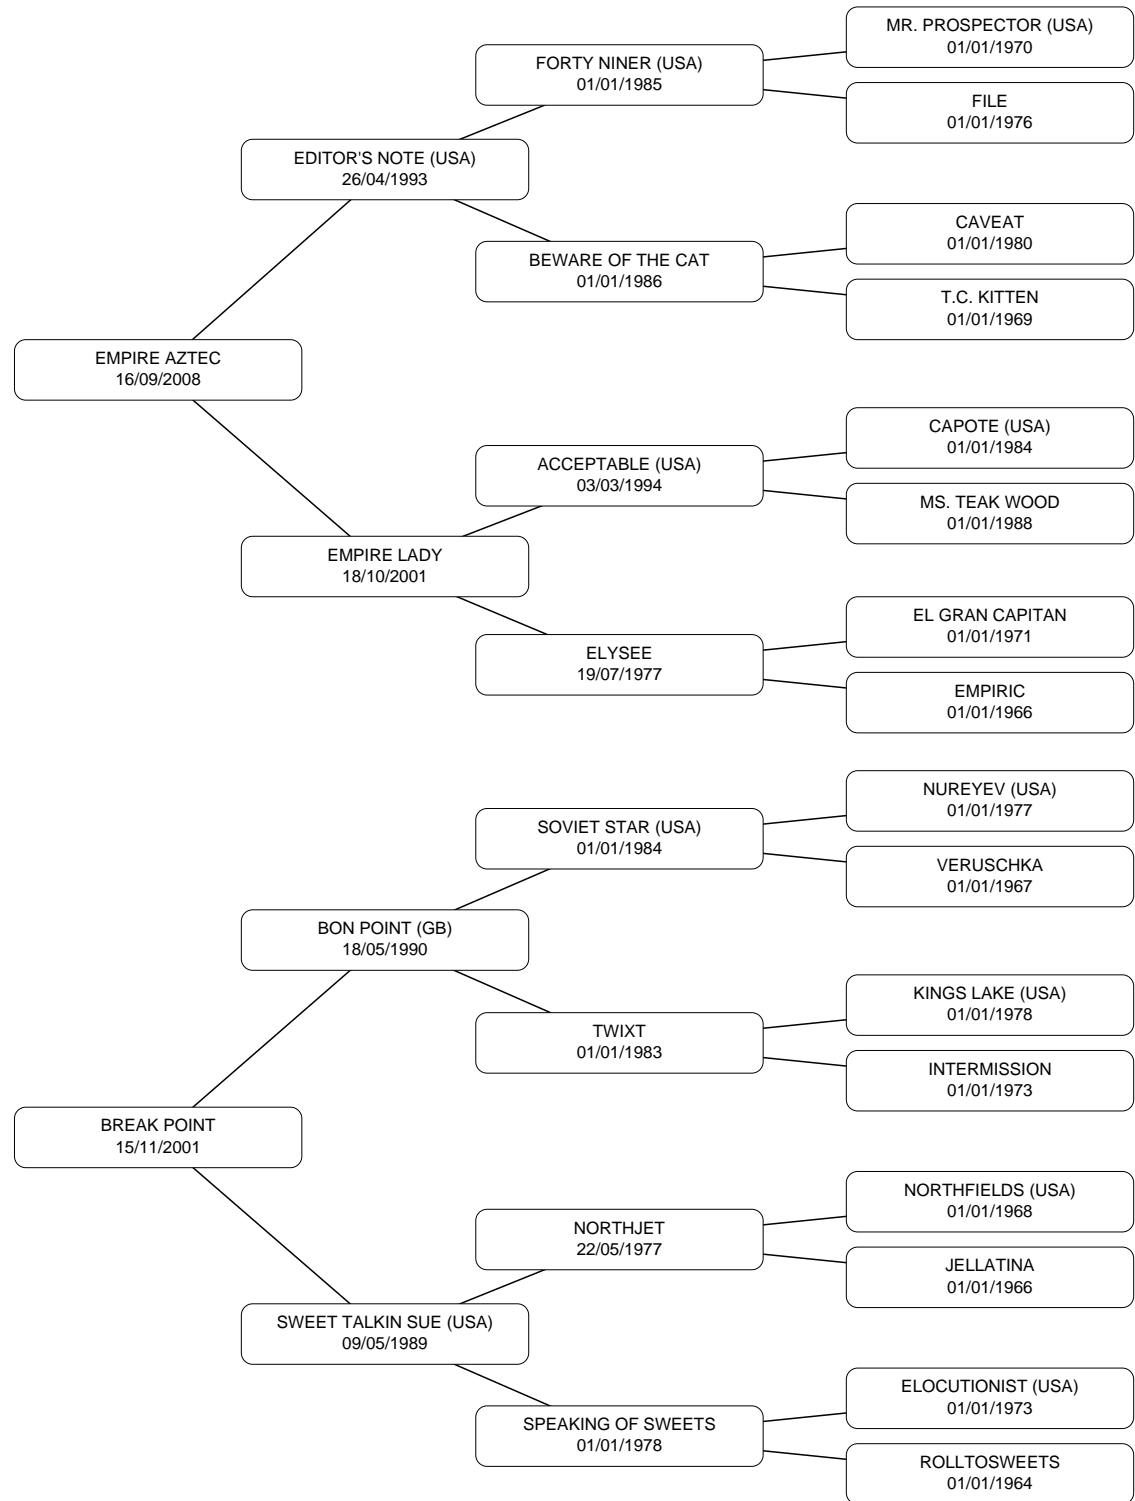 MR. PROSPECTOR (USA)
01/01/1970
FORTY NINER (USA)
01/01/1985
FILE
01/01/1976
EDITOR'S NOTE (USA)
26/04/1993
CAVEAT
01/01/1980
BEWARE OF THE CAT
01/01/1986
T.C. KITTEN
01/01/1969
EMPIRE AZTEC
16/09/2008
CAPOTE (USA)
01/01/1984
ACCEPTABLE (USA)
03/03/1994
MS. TEAK WOOD
01/01/1988
EMPIRE LADY
18/10/2001
EL GRAN CAPITAN
01/01/1971
ELYSEE
19/07/1977
EMPIRIC
01/01/1966
NUREYEV (USA)
01/01/1977
SOVIET STAR (USA)
01/01/1984
VERUSCHKA
01/01/1967
BON POINT (GB)
18/05/1990
KINGS LAKE (USA)
01/01/1978
TWIXT
01/01/1983
INTERMISSION
01/01/1973
BREAK POINT
15/11/2001
NORTHFIELDS (USA)
01/01/1968
NORTHJET
22/05/1977
JELLATINA
01/01/1966
SWEET TALKIN SUE (USA)
09/05/1989
ELOCUTIONIST (USA)
01/01/1973
SPEAKING OF SWEETS
01/01/1978
ROLLTOSWEETS
01/01/1964